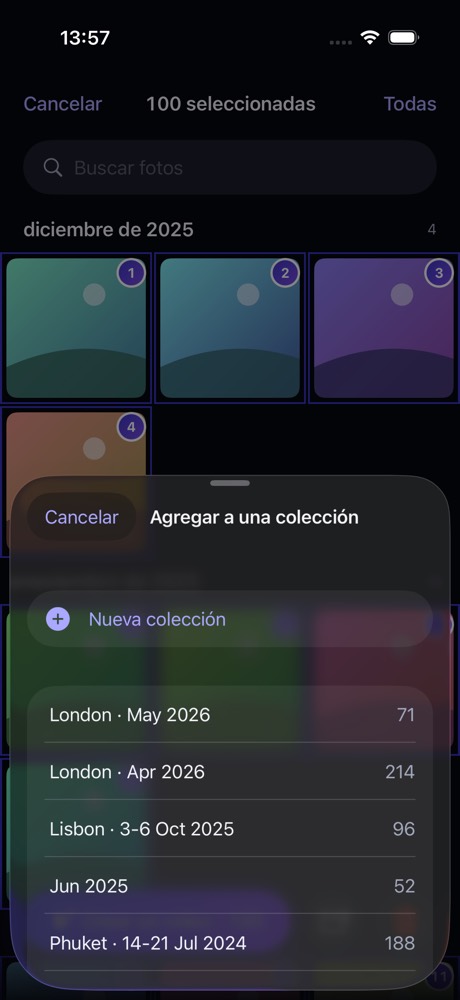 13:57
Cancelar 100 seleccionadas Todas
Buscar fotos
diciembre de 2025 4
1 2 3
4
Cancelar Agregar a una colección
Nueva colección
London · May 2026 71
London · Apr 2026 214
Lisbon · 3-6 Oct 2025 96
Jun 2025 52
Phuket · 14-21 Jul 2024 188
11